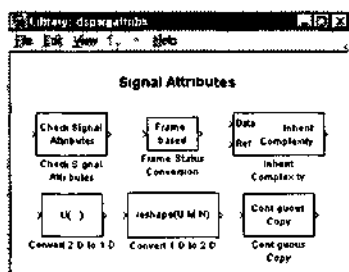 Library: dspsigattribs
File Edit View Help
Signal Attributes
Check Signal
Attributes
Check Signal
Attributes
Frame
based
Frame Status
Conversion
Data
Ref
Inherit
Complexity
Inherit
Complexity
U( )
Convert 2 D to 1 D
reshape(U M N)
Convert 1 D to 2 D
Contiguous
Copy
Contiguous
Copy